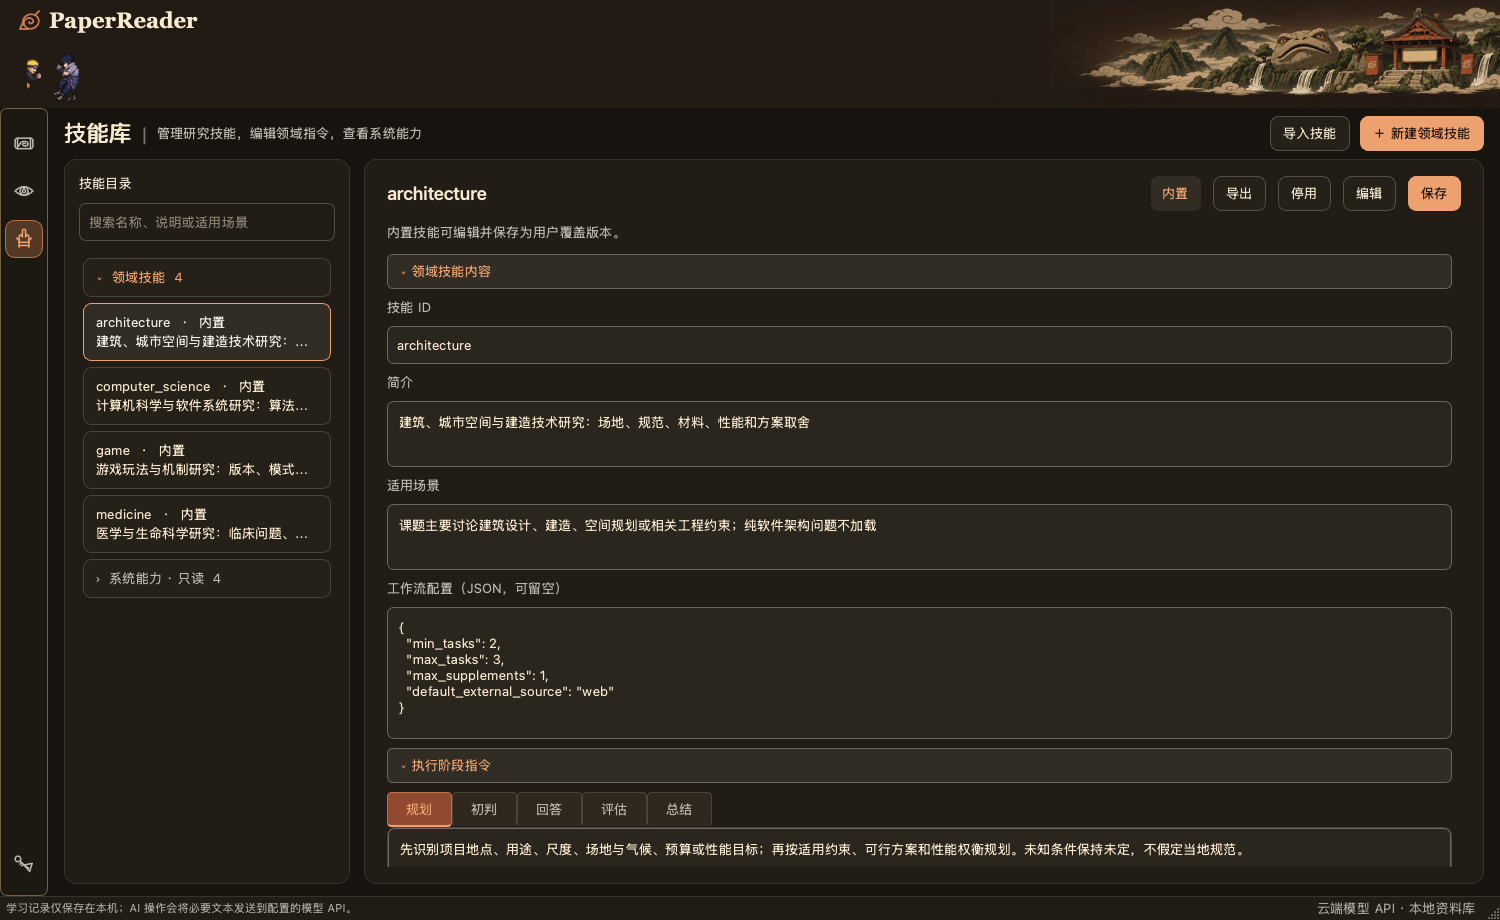 PaperReader
技能库 | 管理研究技能，编辑领域指令，查看系统能力
导入技能
+ 新建领域技能
技能目录
搜索名称、说明或适用场景
领域技能 4
architecture · 内置
建筑、城市空间与建造技术研究：...
computer_science · 内置
计算机科学与软件系统研究：算法...
game · 内置
游戏玩法与机制研究：版本、模式...
medicine · 内置
医学与生命科学研究：临床问题、...
系统能力 · 只读 4
architecture
内置
导出
停用
编辑
保存
内置技能可编辑并保存为用户覆盖版本。
领域技能内容
技能 ID
architecture
简介
建筑、城市空间与建造技术研究：场地、规范、材料、性能和方案取舍
适用场景
课题主要讨论建筑设计、建造、空间规划或相关工程约束；纯软件架构问题不加载
工作流配置（JSON，可留空）
{
"min_tasks": 2,
"max_tasks": 3,
"max_supplements": 1,
"default_external_source": "web"
}
执行阶段指令
规划
初判
回答
评估
总结
先识别项目地点、用途、尺度、场地与气候、预算或性能目标；再按适用约束、可行方案和性能权衡规划。未知条件保持未定，不假定当地规范。
学习记录仅保存在本机；AI 操作会将必要文本发送到配置的模型 API。
云端模型 API · 本地资料库